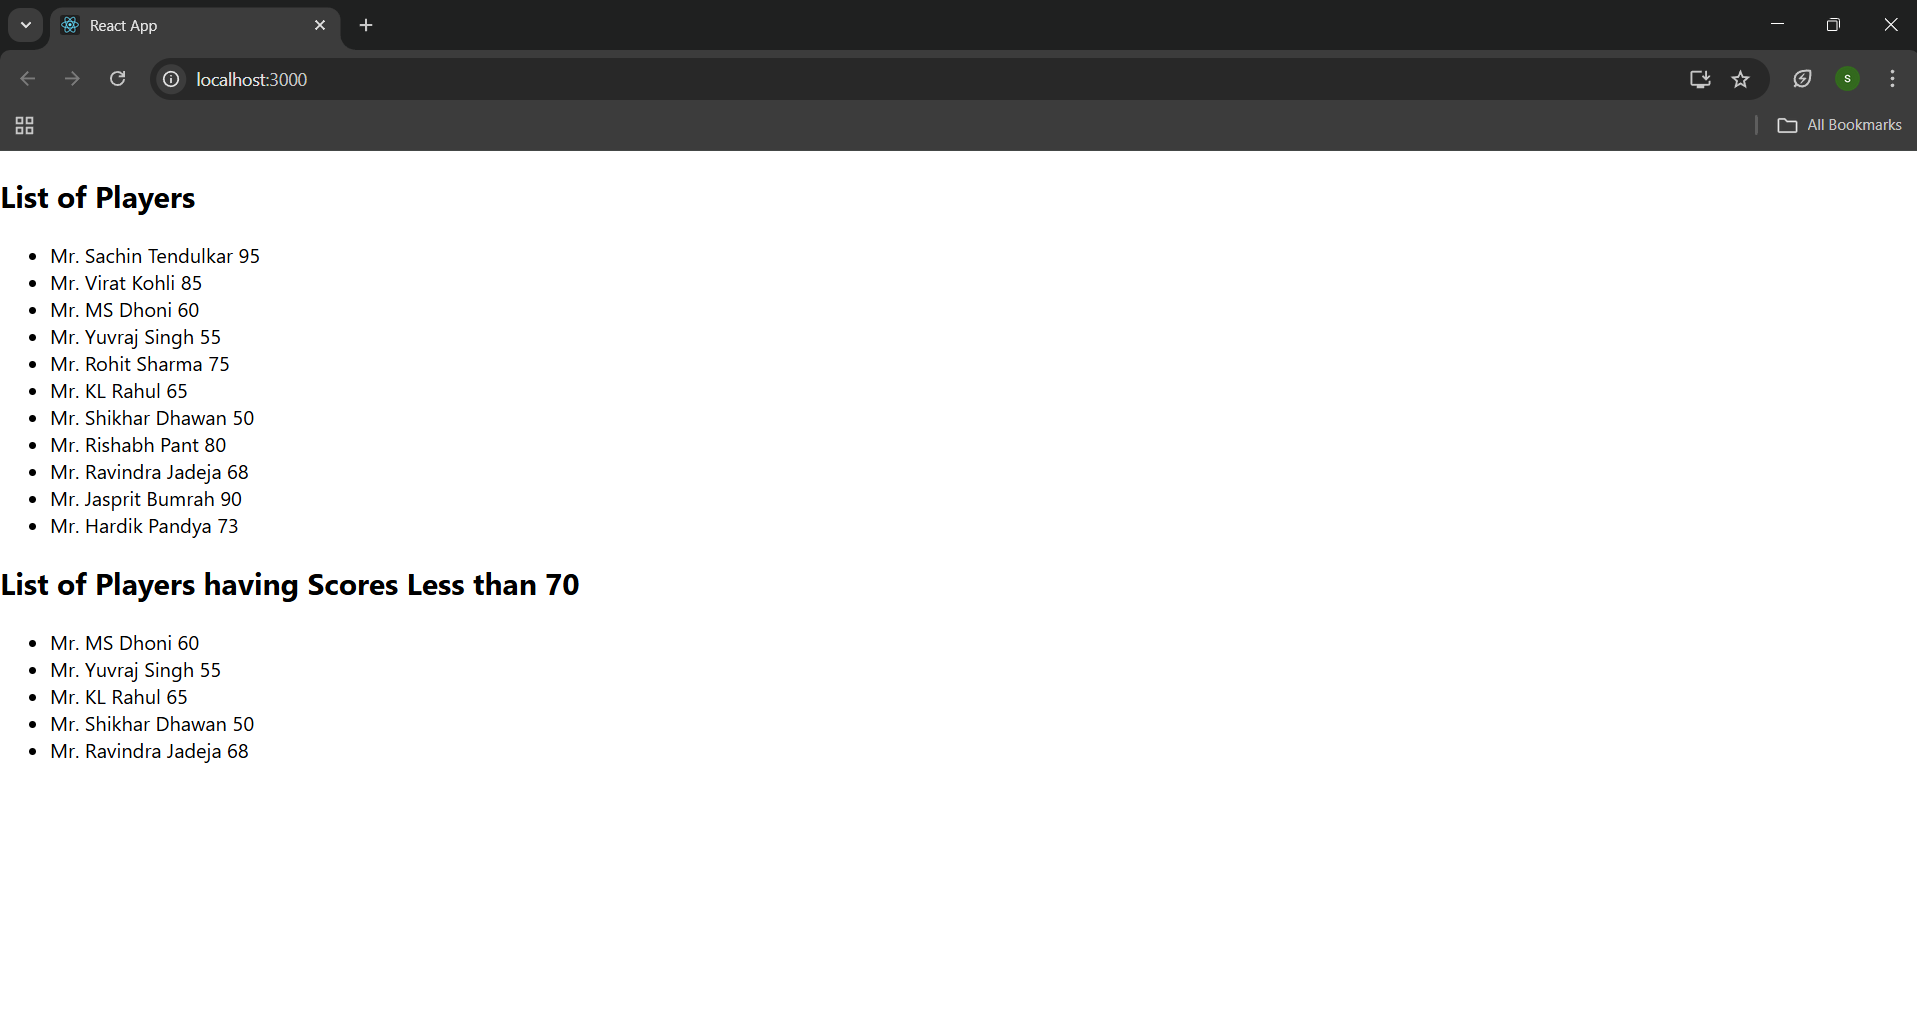 React App
localhost:3000
S
All Bookmarks
List of Players
Mr. Sachin Tendulkar 95
Mr. Virat Kohli 85
Mr. MS Dhoni 60
Mr. Yuvraj Singh 55
Mr. Rohit Sharma 75
Mr. KL Rahul 65
Mr. Shikhar Dhawan 50
Mr. Rishabh Pant 80
Mr. Ravindra Jadeja 68
Mr. Jasprit Bumrah 90
Mr. Hardik Pandya 73
List of Players having Scores Less than 70
Mr. MS Dhoni 60
Mr. Yuvraj Singh 55
Mr. KL Rahul 65
Mr. Shikhar Dhawan 50
Mr. Ravindra Jadeja 68